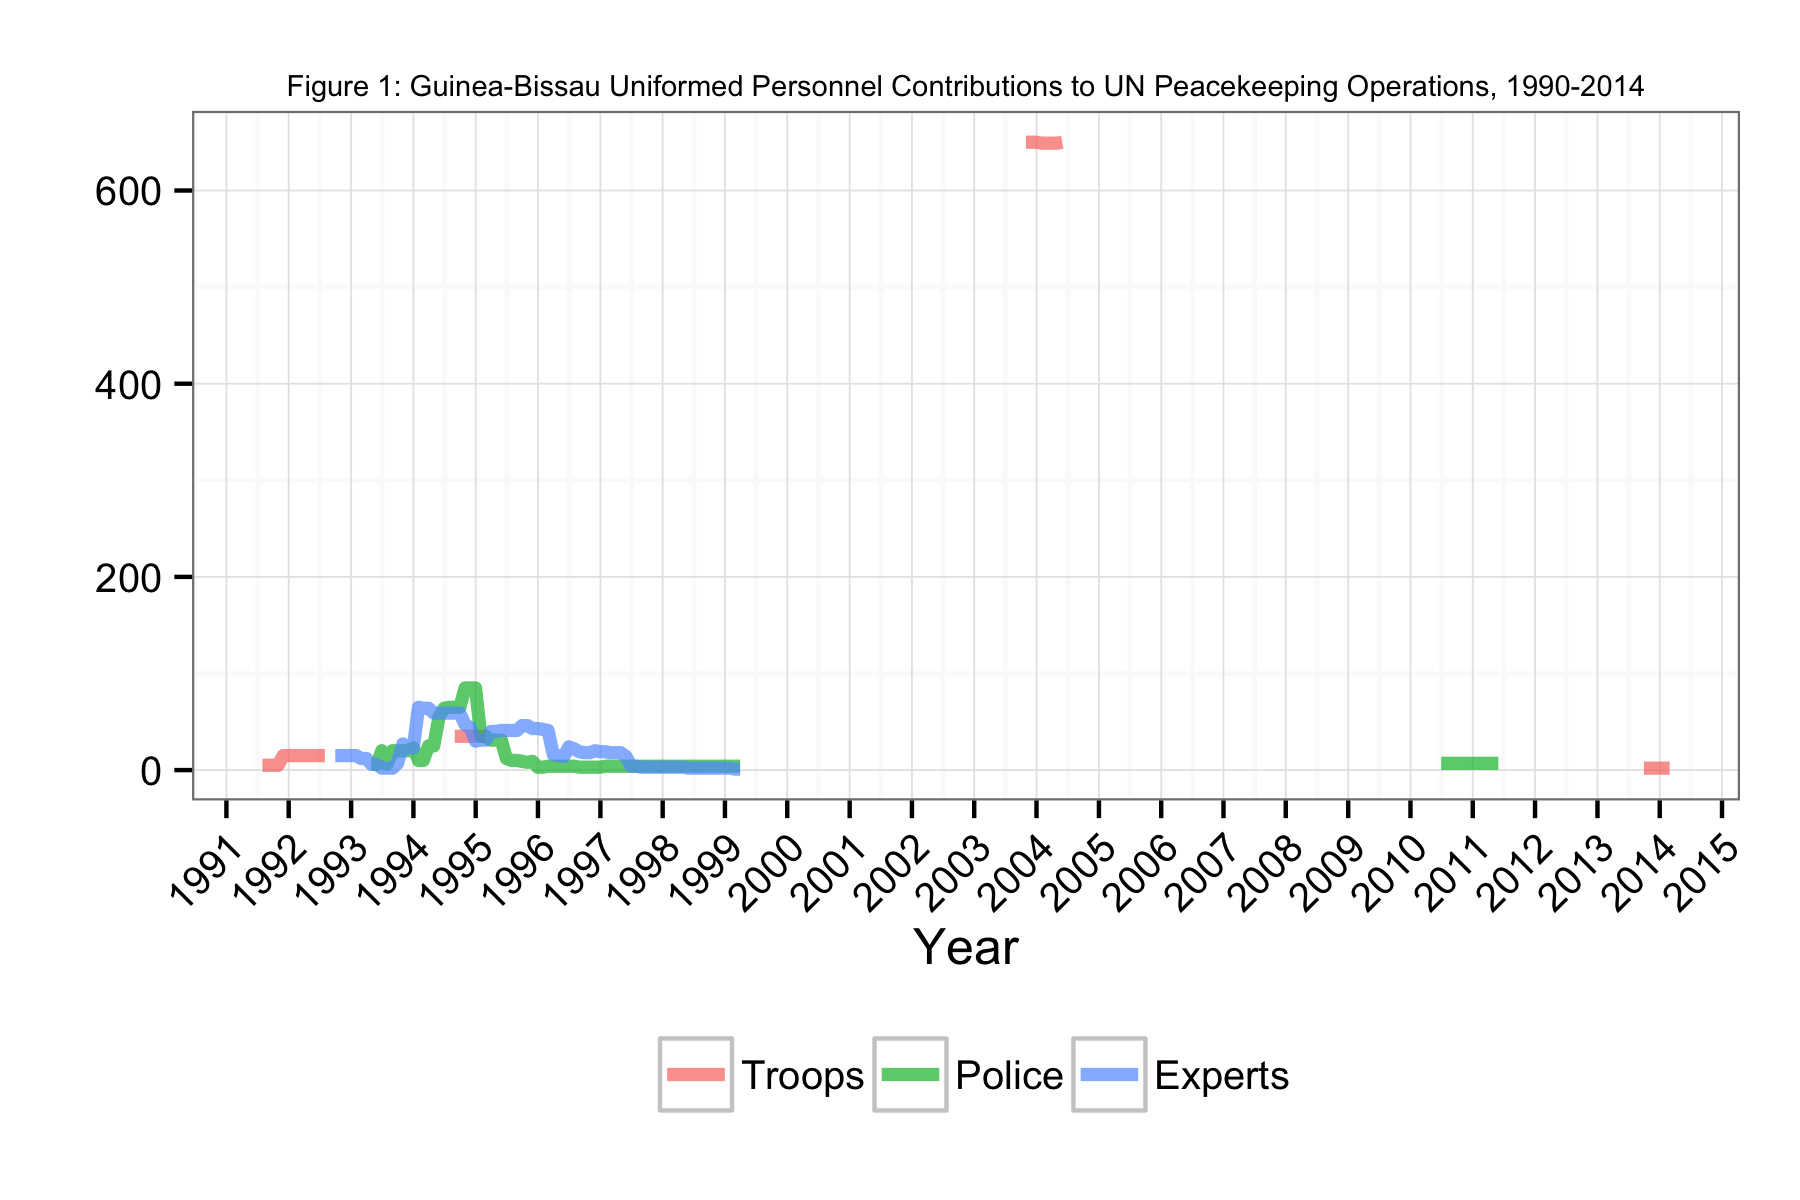 Figure 1: Guinea-Bissau Uniformed Personnel Contributions to UN Peacekeeping Operations, 1990-2014
600
400
200
0
1991 1992 1993 1994 1995 1996 1997 1998 1999 2000 2001 2002 2003 2004 2005 2006 2007 2008 2009 2010 2011 2012 2013 2014 2015
Year
Troops Police Experts